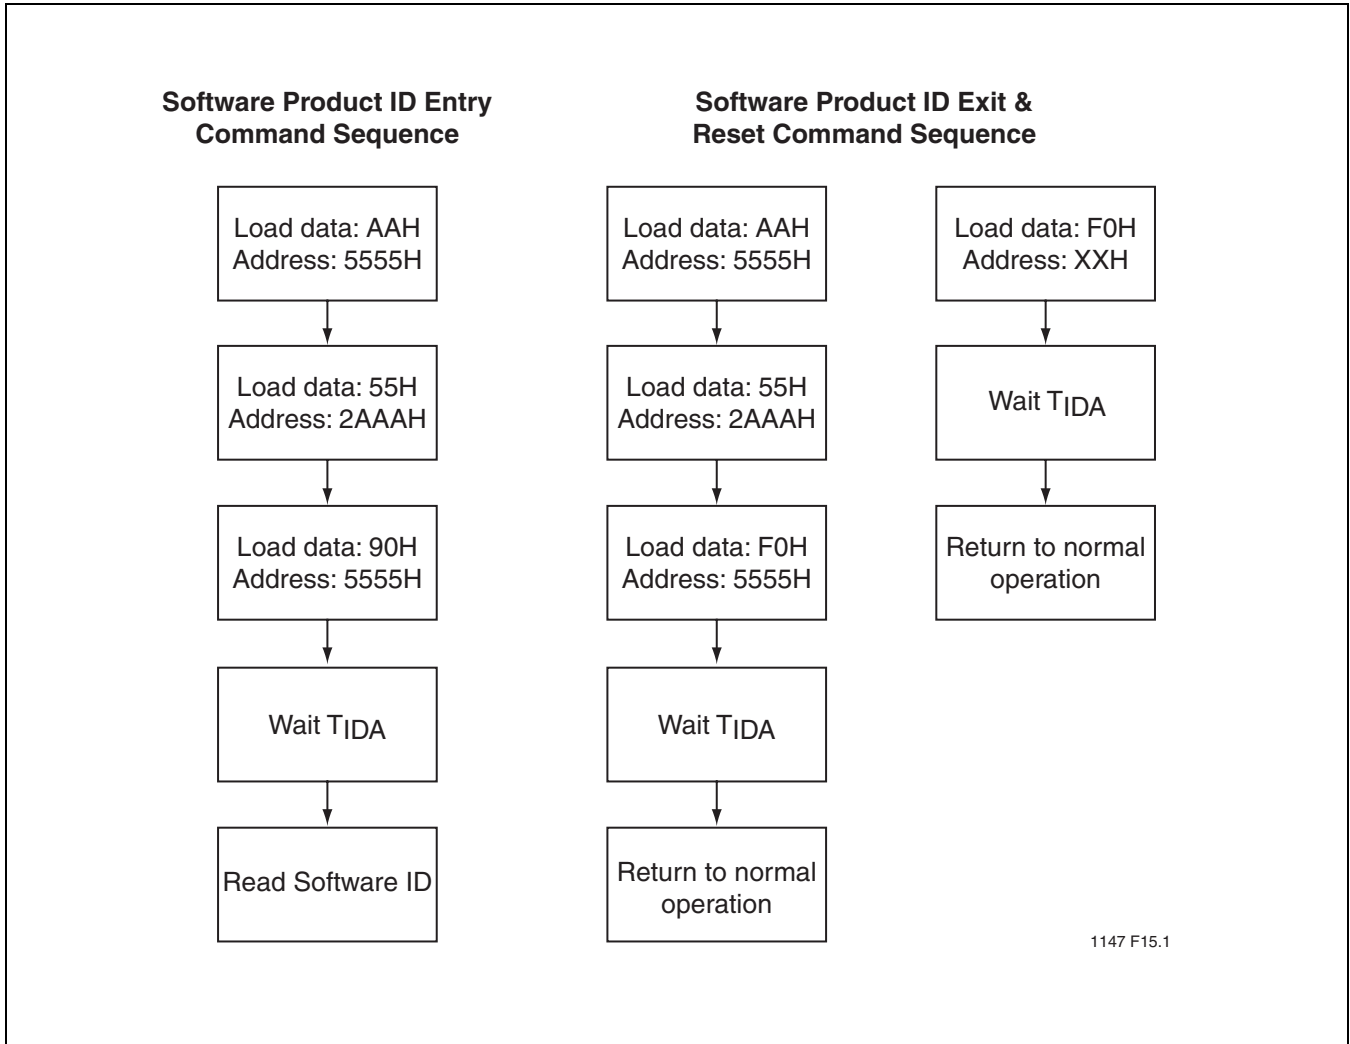 Software Product ID Entry
Command Sequence
Load data: AAH
Address: 5555H
Load data: 55H
Address: 2AAAH
Load data: 90H
Address: 5555H
Wait TIDA
Read Software ID
Software Product ID Exit &
Reset Command Sequence
Load data: AAH
Address: 5555H
Load data: 55H
Address: 2AAAH
Load data: F0H
Address: 5555H
Wait TIDA
Return to normal
operation
Load data: F0H
Address: XXH
Wait TIDA
Return to normal
operation
1147 F15.1